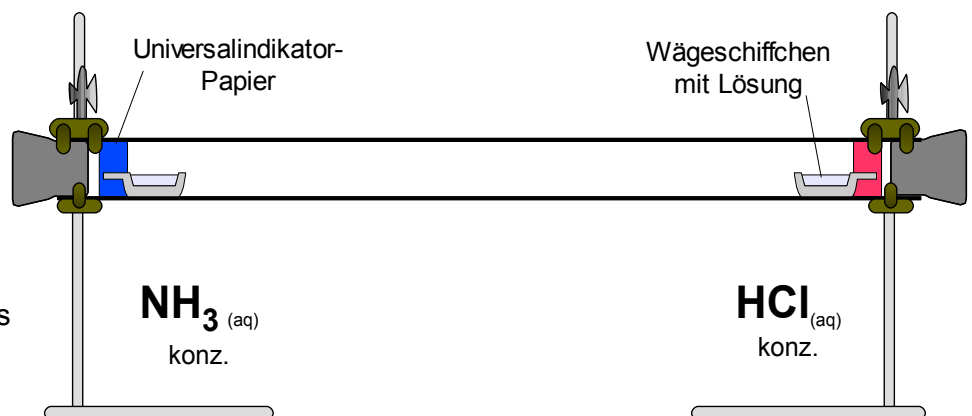 Universalindikator-
Papier
Wägeschiffchen
mit Lösung
s
NH3 (aq)
konz.
HCl(aq)
konz.